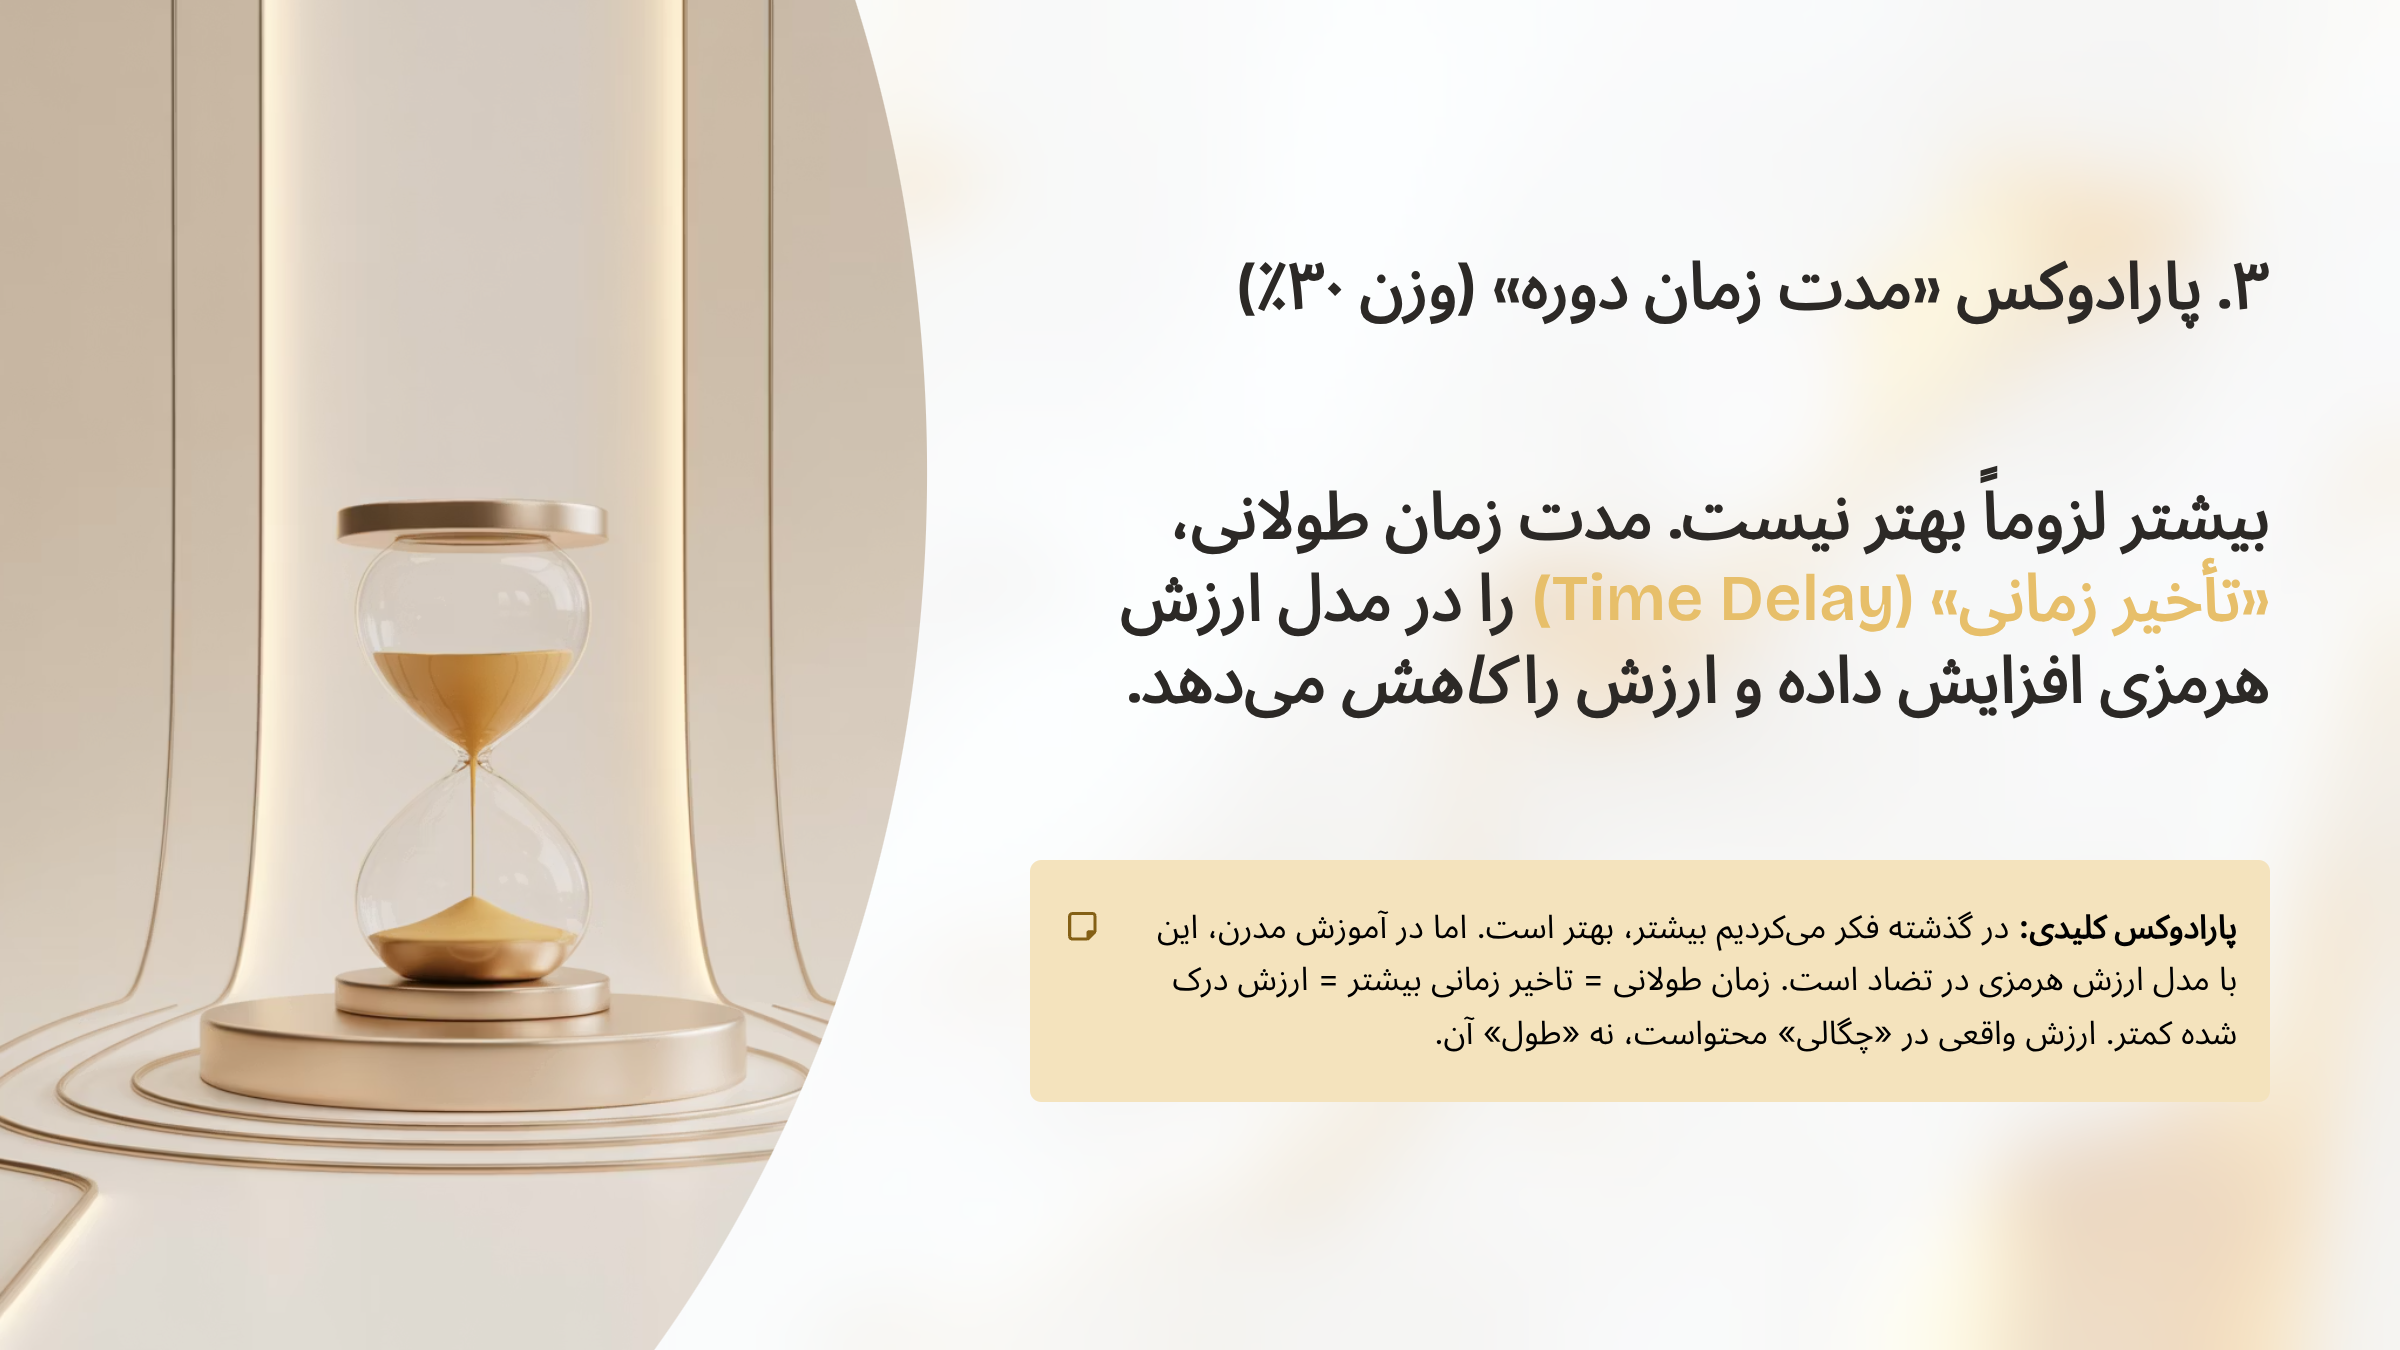 ۳. پارادوکس «مدت زمان دوره» (وزن ۳۰٪)
بیشتر لزوماً بهتر نیست. مدت زمان طولانی،
«تأخیر زمانی» (Time Delay) را در مدل ارزش
هرمزی افزایش داده و ارزش را کاهش می‌دهد.
پارادوکس کلیدی: در گذشته فکر می‌کردیم بیشتر، بهتر است. اما در آموزش مدرن، این
با مدل ارزش هرمزی در تضاد است. زمان طولانی = تاخیر زمانی بیشتر = ارزش درک
شده کمتر. ارزش واقعی در «چگالی» محتواست، نه «طول» آن.